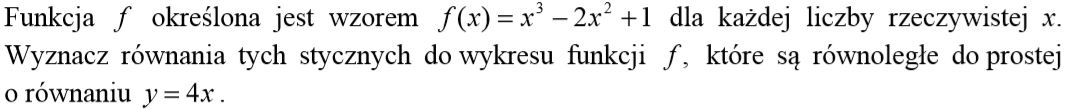 Funkcja f określona jest wzorem f(x) = x³ − 2x² + 1 dla każdej liczby rzeczywistej x.
Wyznacz równania tych stycznych do wykresu funkcji f, które są równoległe do prostej
o równaniu y = 4x.